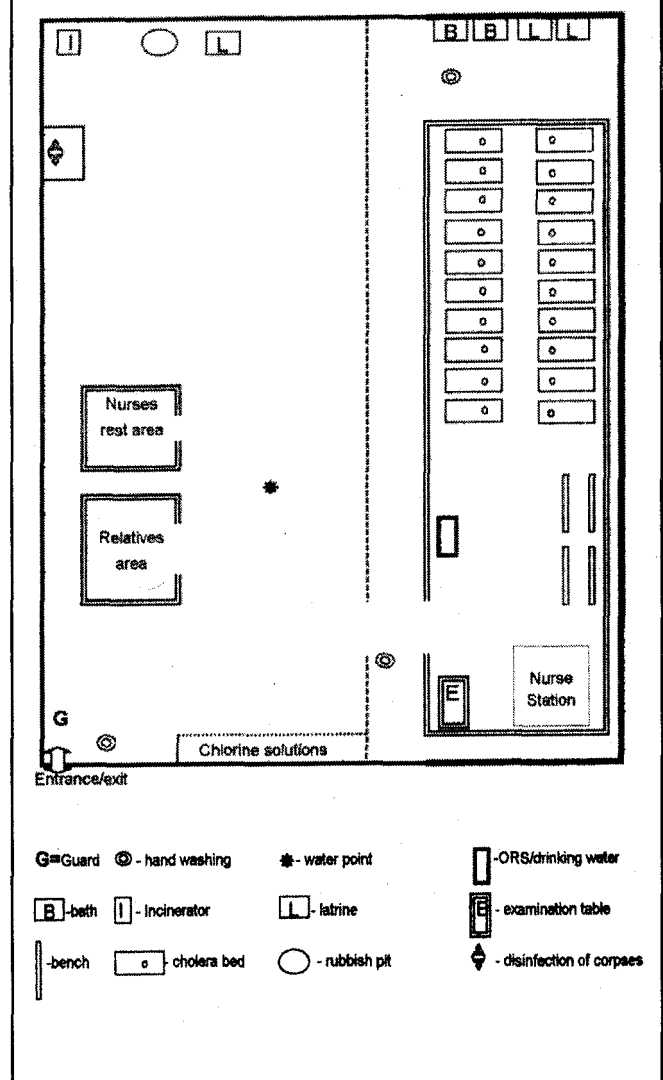 I
L
B B L L
Nurses
rest area
Relatives
area
E
Nurse
Station
G
Chlorine solutions
Entrance/exit
G=Guard
- hand washing
- water point
-ORS/drinking water
B -bath
I - Incinerator
L - latrine
E - examination table
-bench
- cholera bed
- rubbish pit
- disinfection of corpses